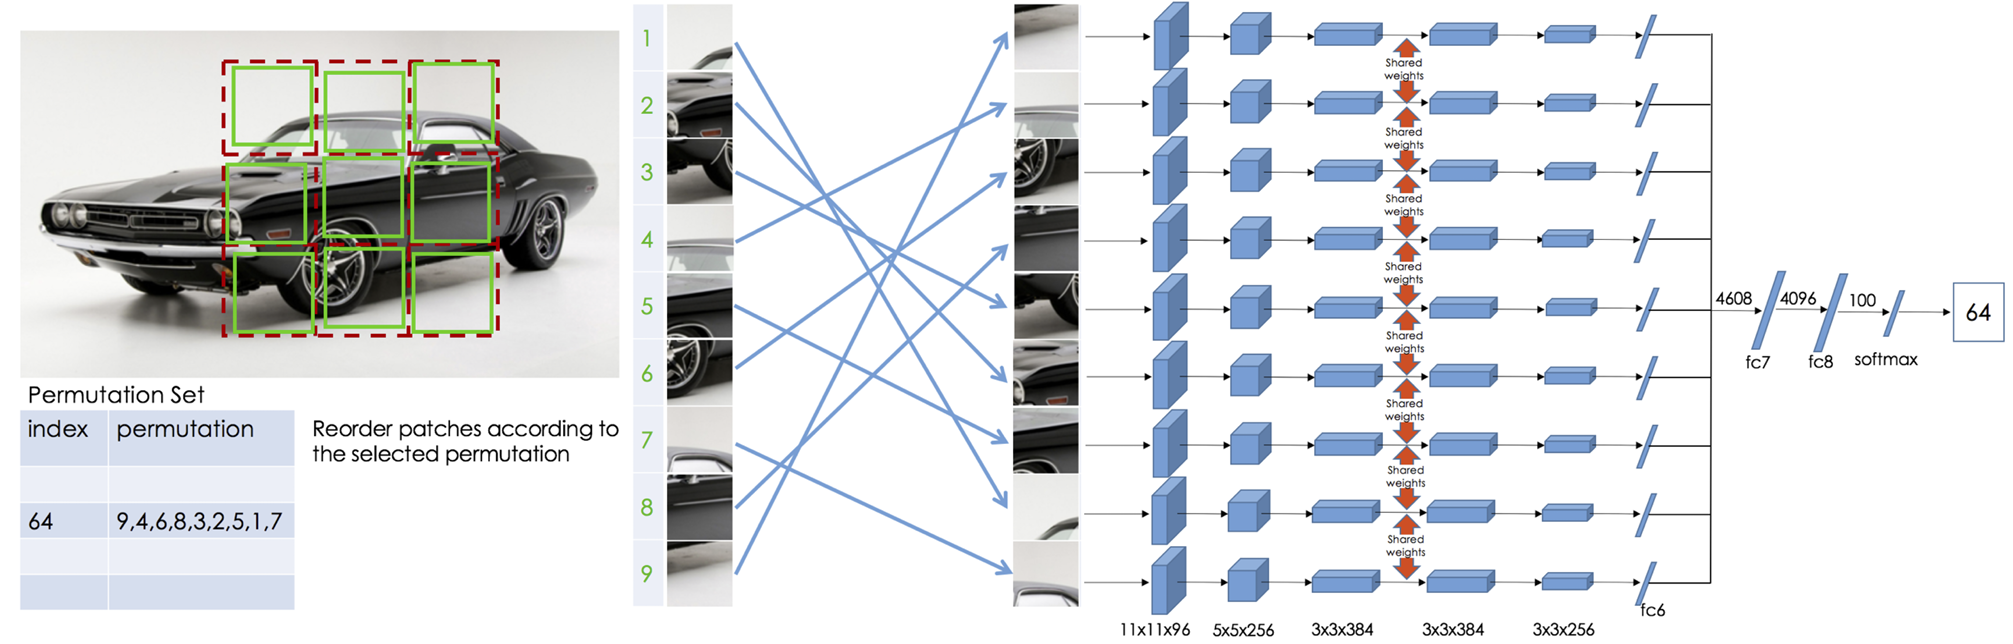 Permutation Set
index permutation
64 9,4,6,8,3,2,5,1,7
Reorder patches according to
the selected permutation
1
2
3
4
5
6
7
8
9
Shared
weights
Shared
weights
Shared
weights
Shared
weights
Shared
weights
Shared
weights
Shared
weights
Shared
weights
11x11x96 5x5x256 3x3x384 3x3x384 3x3x256
fc6
4608 4096 100
fc7 fc8 softmax
64